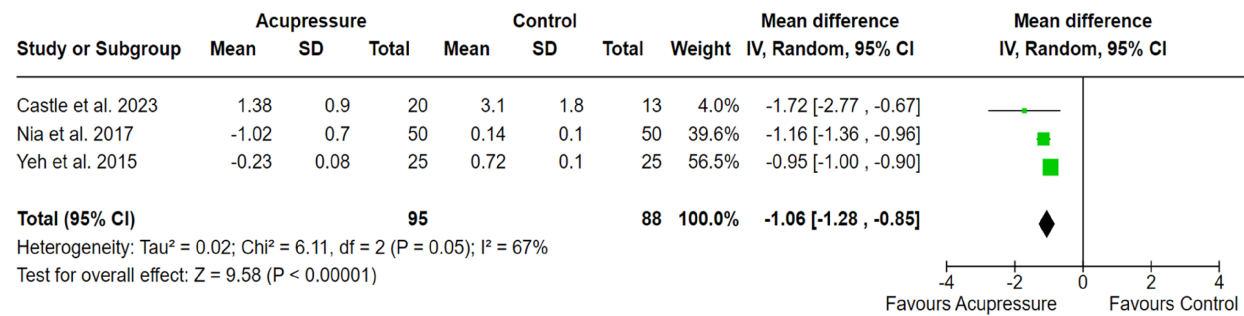 Acupressure Control Mean difference Mean difference
Study or Subgroup Mean SD Total Mean SD Total Weight IV, Random, 95% CI IV, Random, 95% CI
Castle et al. 2023 1.38 0.9 20 3.1 1.8 13 4.0% -1.72 [-2.77 , -0.67]
Nia et al. 2017 -1.02 0.7 50 0.14 0.1 50 39.6% -1.16 [-1.36 , -0.96]
Yeh et al. 2015 -0.23 0.08 25 0.72 0.1 25 56.5% -0.95 [-1.00 , -0.90]
Total (95% CI) 95 88 100.0% -1.06 [-1.28 , -0.85]
Heterogeneity: Tau² = 0.02; Chi² = 6.11, df = 2 (P = 0.05); I² = 67%
Test for overall effect: Z = 9.58 (P < 0.00001)
-4 -2 0 2 4
Favours Acupressure Favours Control